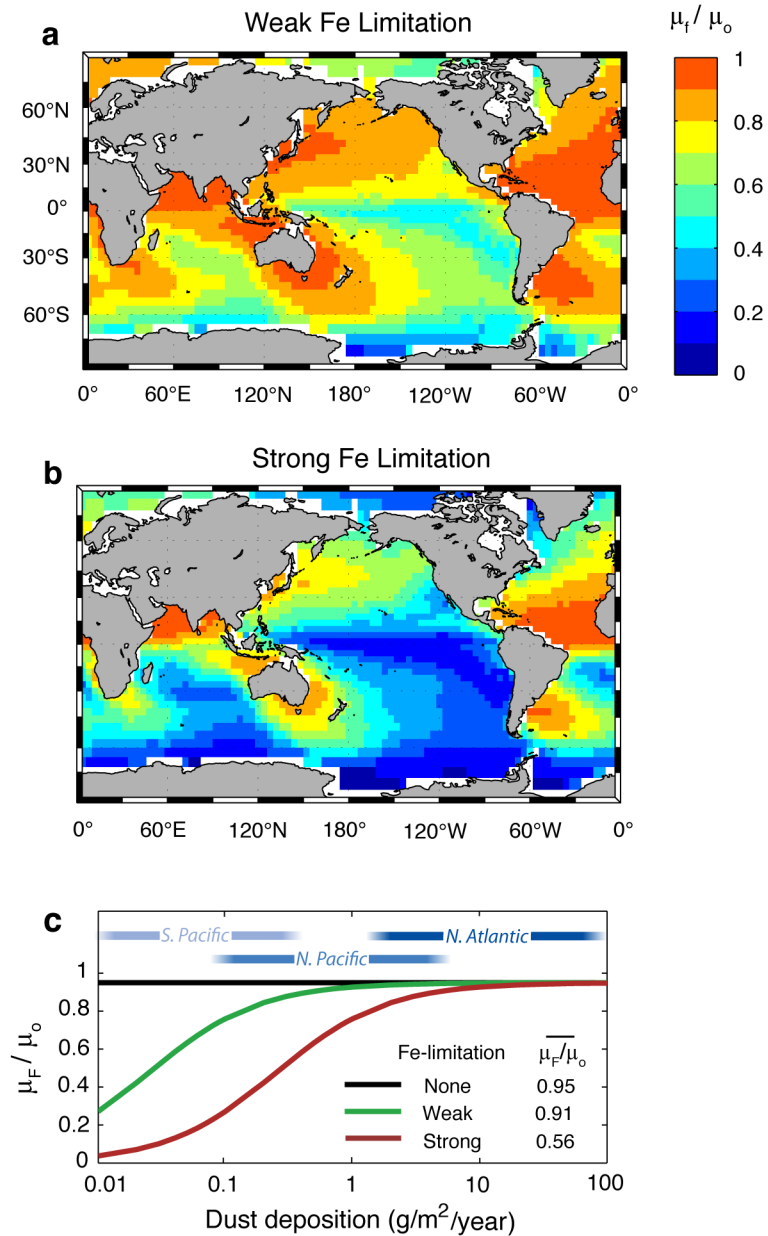 a
Weak Fe Limitation
μf / μo
60°N
30°N
0°
30°S
60°S
0° 60°E 120°N 180° 120°W 60°W 0°
1
0.8
0.6
0.4
0.2
0
b
Strong Fe Limitation
0° 60°E 120°N 180° 120°W 60°W 0°
c
S. Pacific
N. Atlantic
N. Pacific
μF / μo
1
0.8
0.6
0.4
0.2
0
Fe-limitation μF/μo
None 0.95
Weak 0.91
Strong 0.56
0.01 0.1 1 10 100
Dust deposition (g/m²/year)